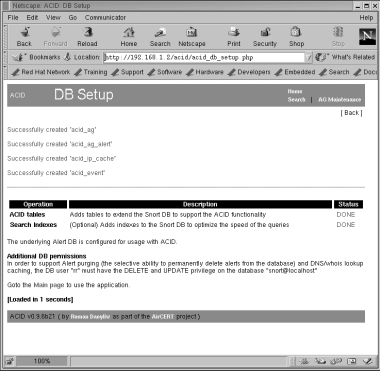 Netscape: ACID: DB Setup
File Edit View Go Communicator Help
Back Forward Reload Home Search Netscape Print Security Shop Stop N
Bookmarks Location: http://192.168.1.2/acid/acid_db_setup.php What's Related
Red Hat Network Training Support Software Hardware Developers Embedded Search Docu
ACID DB Setup
Home
Search | AG Maintenance
[ Back ]
Successfully created 'acid_ag'
Successfully created 'acid_ag_alert'
Successfully created 'acid_ip_cache'
Successfully created 'acid_event'
Operation Description Status
ACID tables Adds tables to extend the Snort DB to support the ACID functionality DONE
Search Indexes (Optional) Adds indexes to the Snort DB to optimize the speed of the queries DONE
The underlying Alert DB is configured for usage with ACID.
Additional DB permissions
In order to support Alert purging (the selective ability to permanently delete alerts from the database) and DNS/whois lookup
caching, the DB user "rr" must have the DELETE and UPDATE privilege on the database "snort@localhost"
Goto the Main page to use the application.
[Loaded in 1 seconds]
ACID v0.9.6b21 ( by Roman Danyliw as part of the AirCERT project )
100%